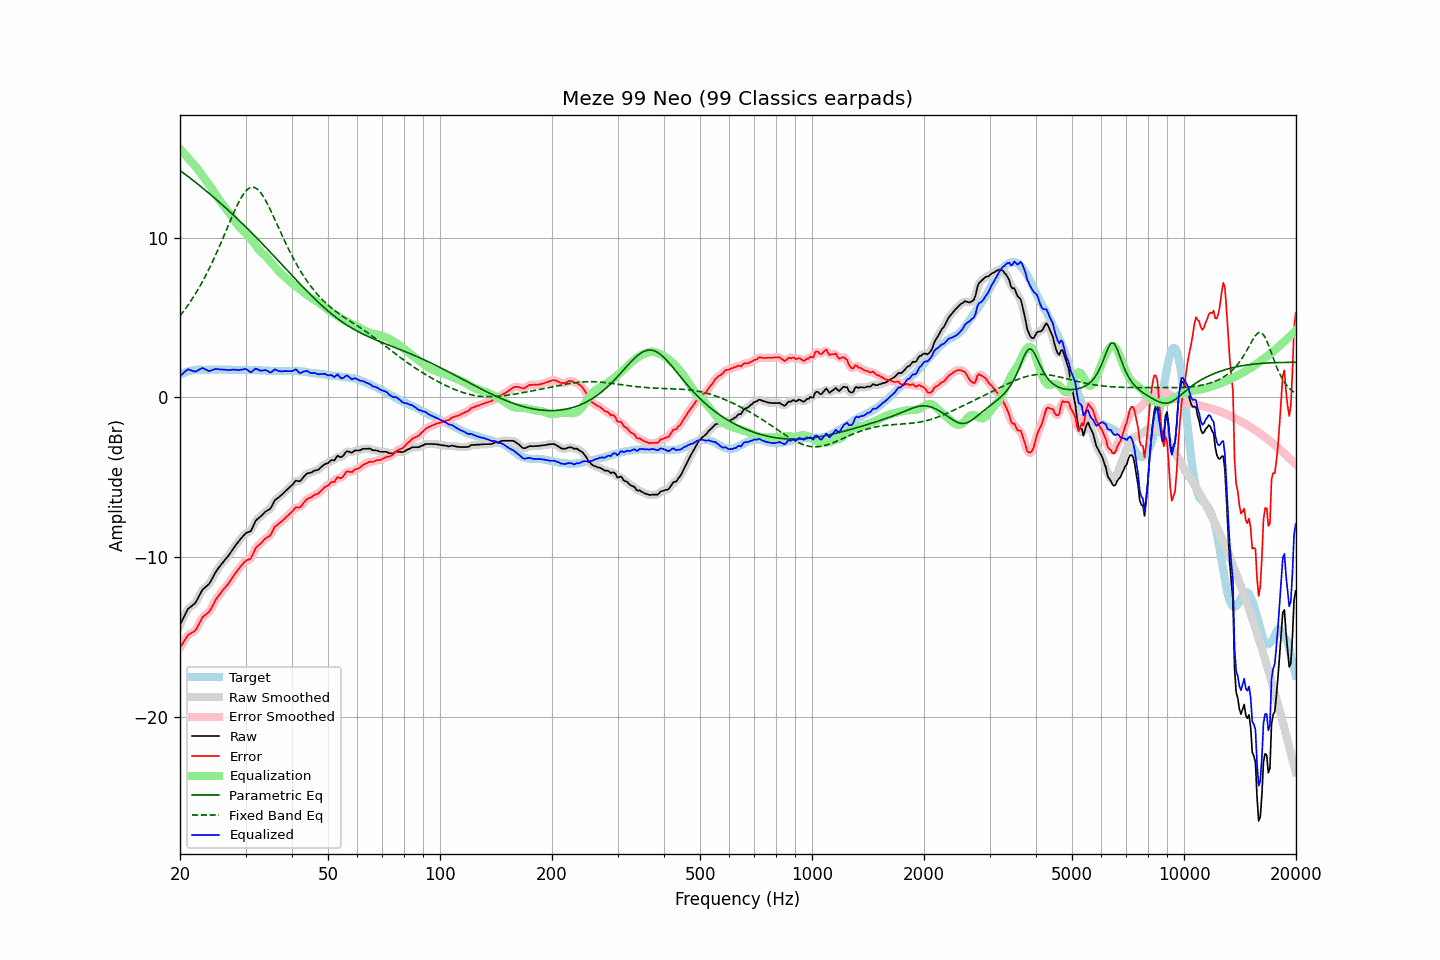 Meze 99 Neo (99 Classics earpads)
Amplitude (dBr)
10
0
−10
−20
Target
Raw Smoothed
Error Smoothed
Raw
Error
Equalization
Parametric Eq
Fixed Band Eq
Equalized
20 50 100 200 500 1000 2000 5000 10000 20000
Frequency (Hz)